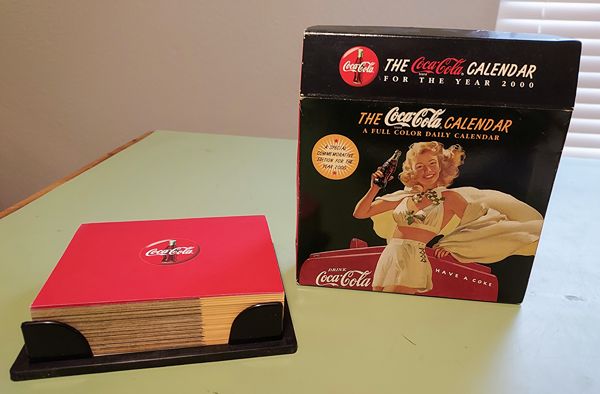 Coca-Cola
THE Coca-Cola CALENDAR
FOR THE YEAR 2000
THE Coca-Cola CALENDAR
A FULL COLOR DAILY CALENDAR
A SPECIAL
COMMEMORATIVE
EDITION FOR THE
YEAR 2000
DRINK
Coca-Cola
HAVE A COKE
Coca-Cola